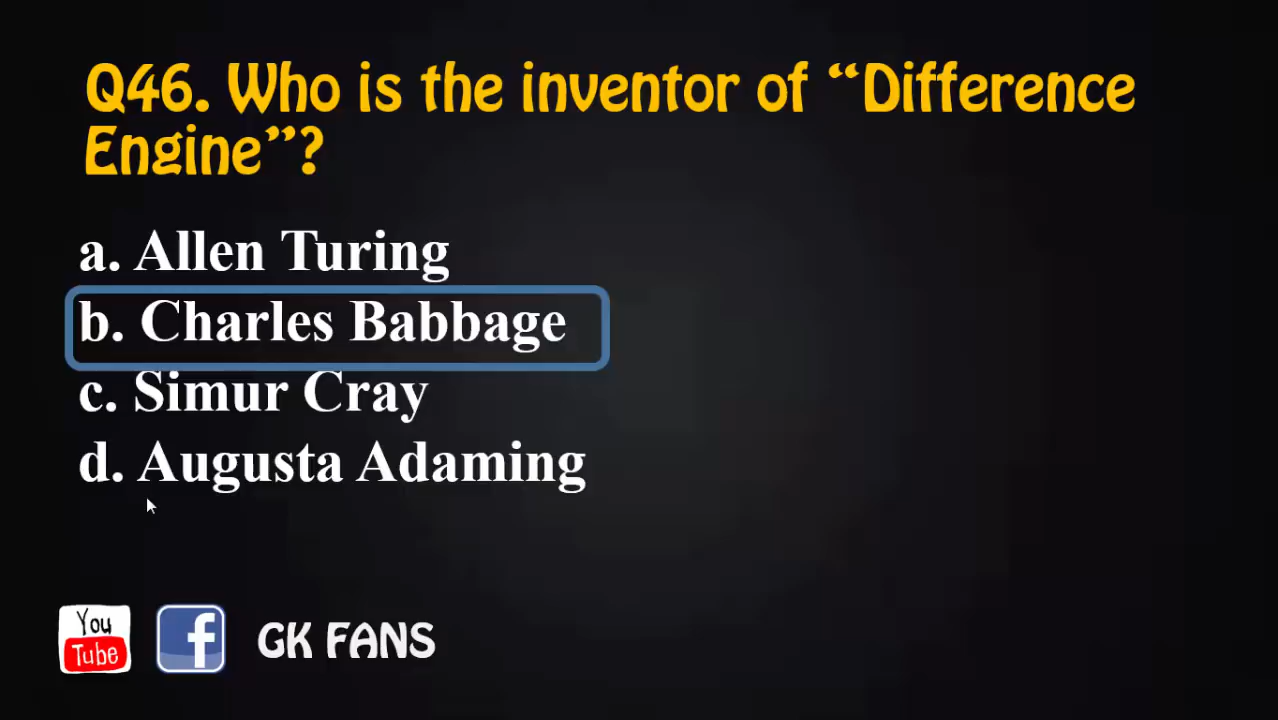 Q46. Who is the inventor of “Difference
Engine”?
a. Allen Turing
b. Charles Babbage
c. Simur Cray
d. Augusta Adaming
You
Tube
f
GK FANS